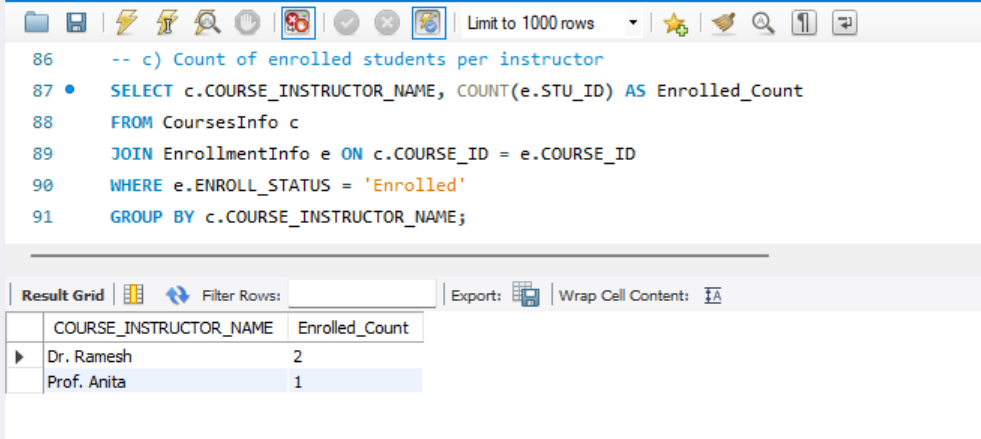 Limit to 1000 rows
86 -- c) Count of enrolled students per instructor
87 SELECT c.COURSE_INSTRUCTOR_NAME, COUNT(e.STU_ID) AS Enrolled_Count
88 FROM CoursesInfo c
89 JOIN EnrollmentInfo e ON c.COURSE_ID = e.COURSE_ID
90 WHERE e.ENROLL_STATUS = 'Enrolled'
91 GROUP BY c.COURSE_INSTRUCTOR_NAME;
Result Grid Filter Rows: Export: Wrap Cell Content:
COURSE_INSTRUCTOR_NAME Enrolled_Count
Dr. Ramesh 2
Prof. Anita 1